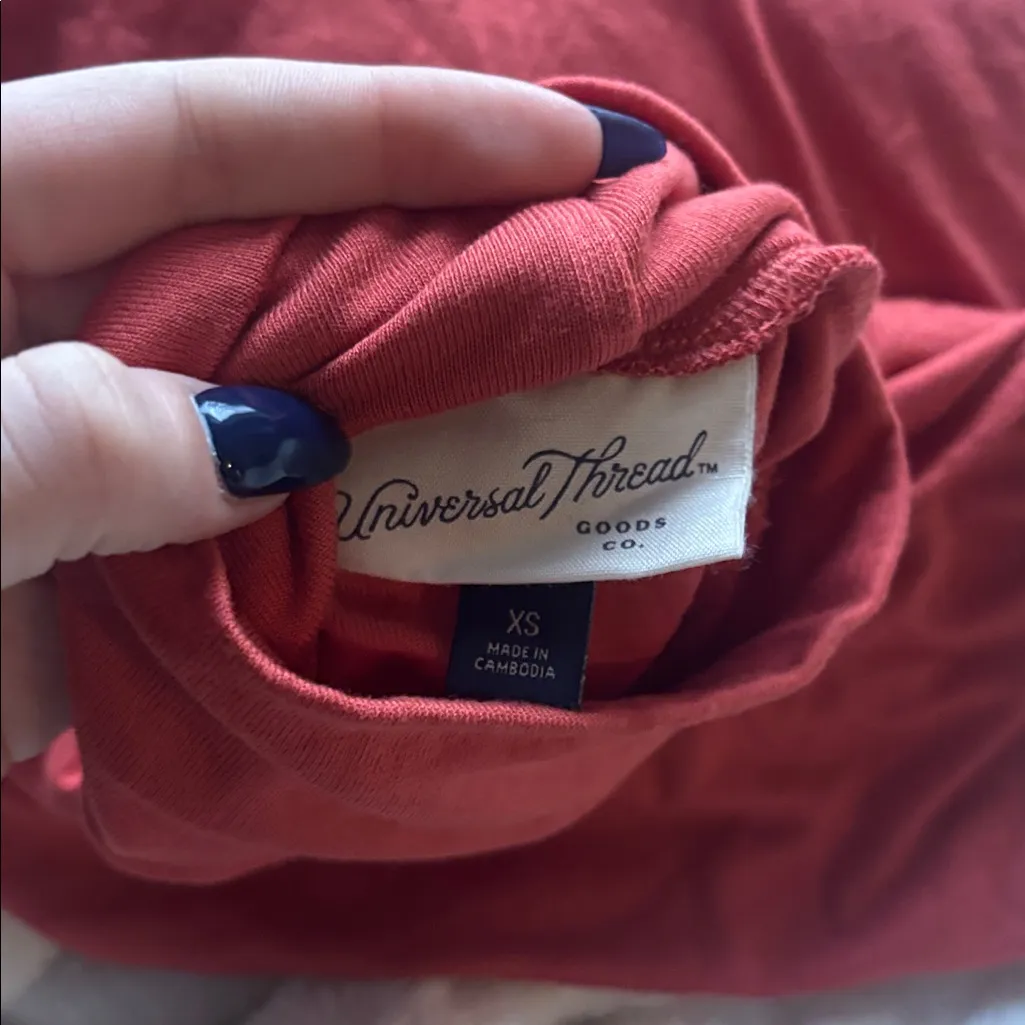 Universal Thread™
GOODS
CO.
XS
MADE IN
CAMBODIA